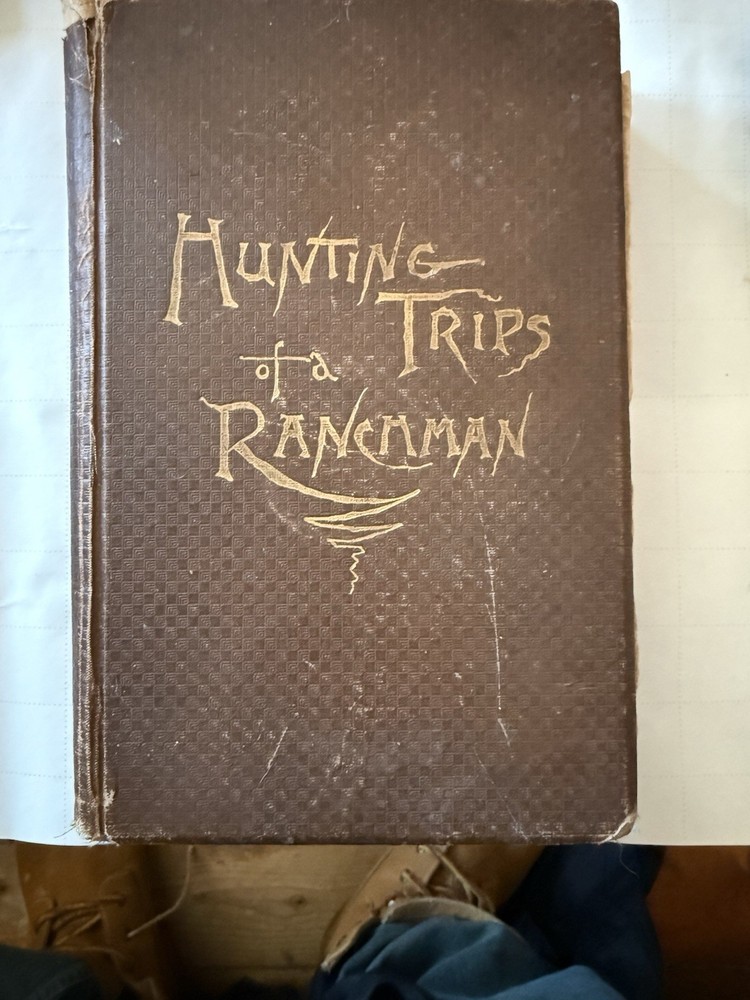 HUNTING
TRIPS
of a
RANCHMAN